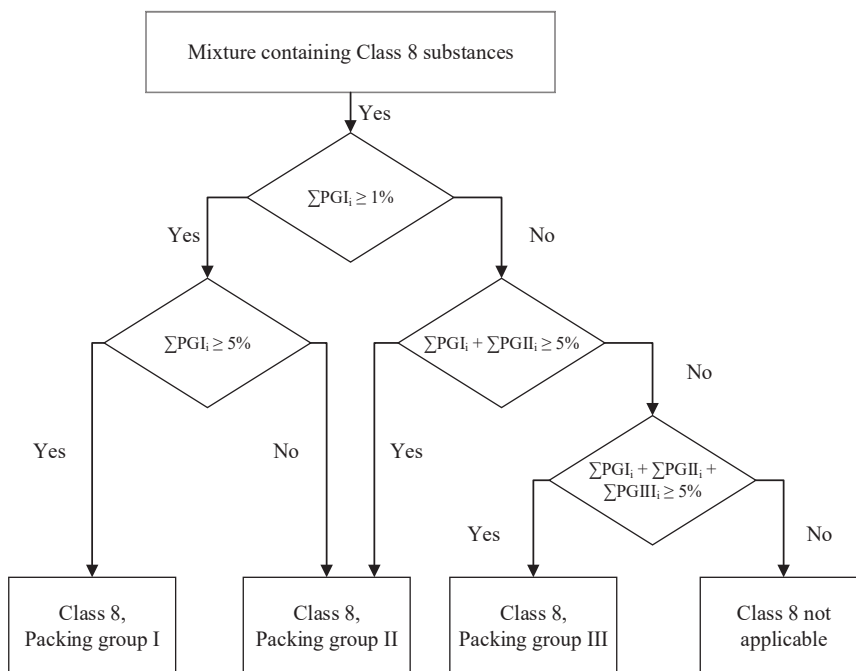 Mixture containing Class 8 substances
Yes
∑PGIᵢ ≥ 1%
Yes
No
∑PGIᵢ ≥ 5%
∑PGIᵢ + ∑PGIIᵢ ≥ 5%
No
Yes
No
Yes
∑PGIᵢ + ∑PGIIᵢ +
∑PGIIIᵢ ≥ 5%
Yes
No
Class 8,
Packing group I
Class 8,
Packing group II
Class 8,
Packing group III
Class 8 not
applicable